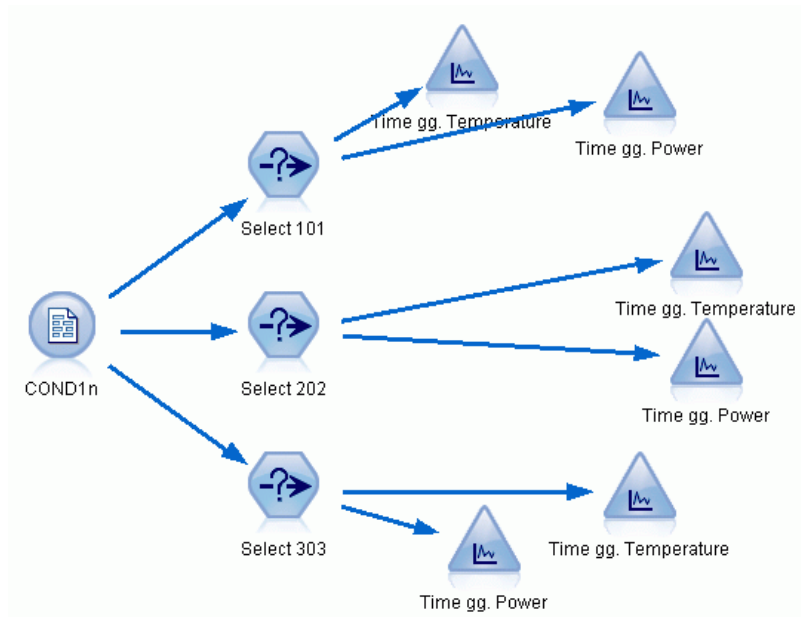 Time gg. Temperature
Time gg. Power
Select 101
Time gg. Temperature
COND1n
Select 202
Time gg. Power
Select 303
Time gg. Temperature
Time gg. Power